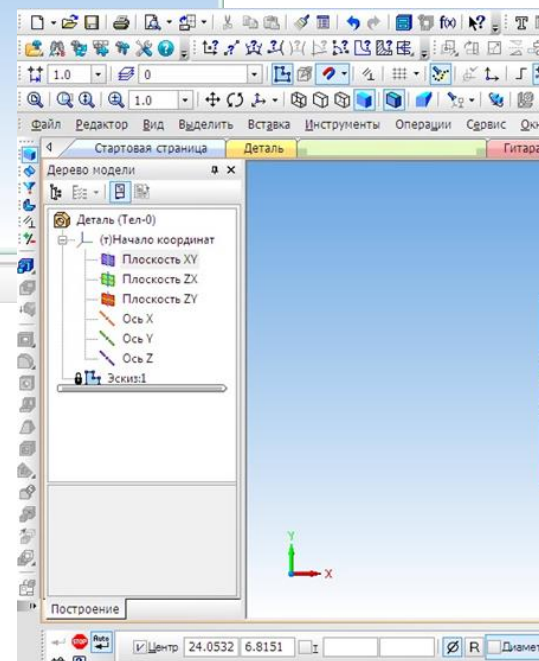 f(x)
1.0 0
1.0
Файл Редактор Вид Выделить Вставка Инструменты Операции Сервис
Стартовая страница Деталь
Дерево модели
Деталь (Тел-0)
(т)Начало координат
Плоскость XY
Плоскость ZX
Плоскость ZY
Ось X
Ось Y
Ось Z
Эскиз:1
Y
X
Построение
STOP Auto
Центр 24.0532 6.8151 R